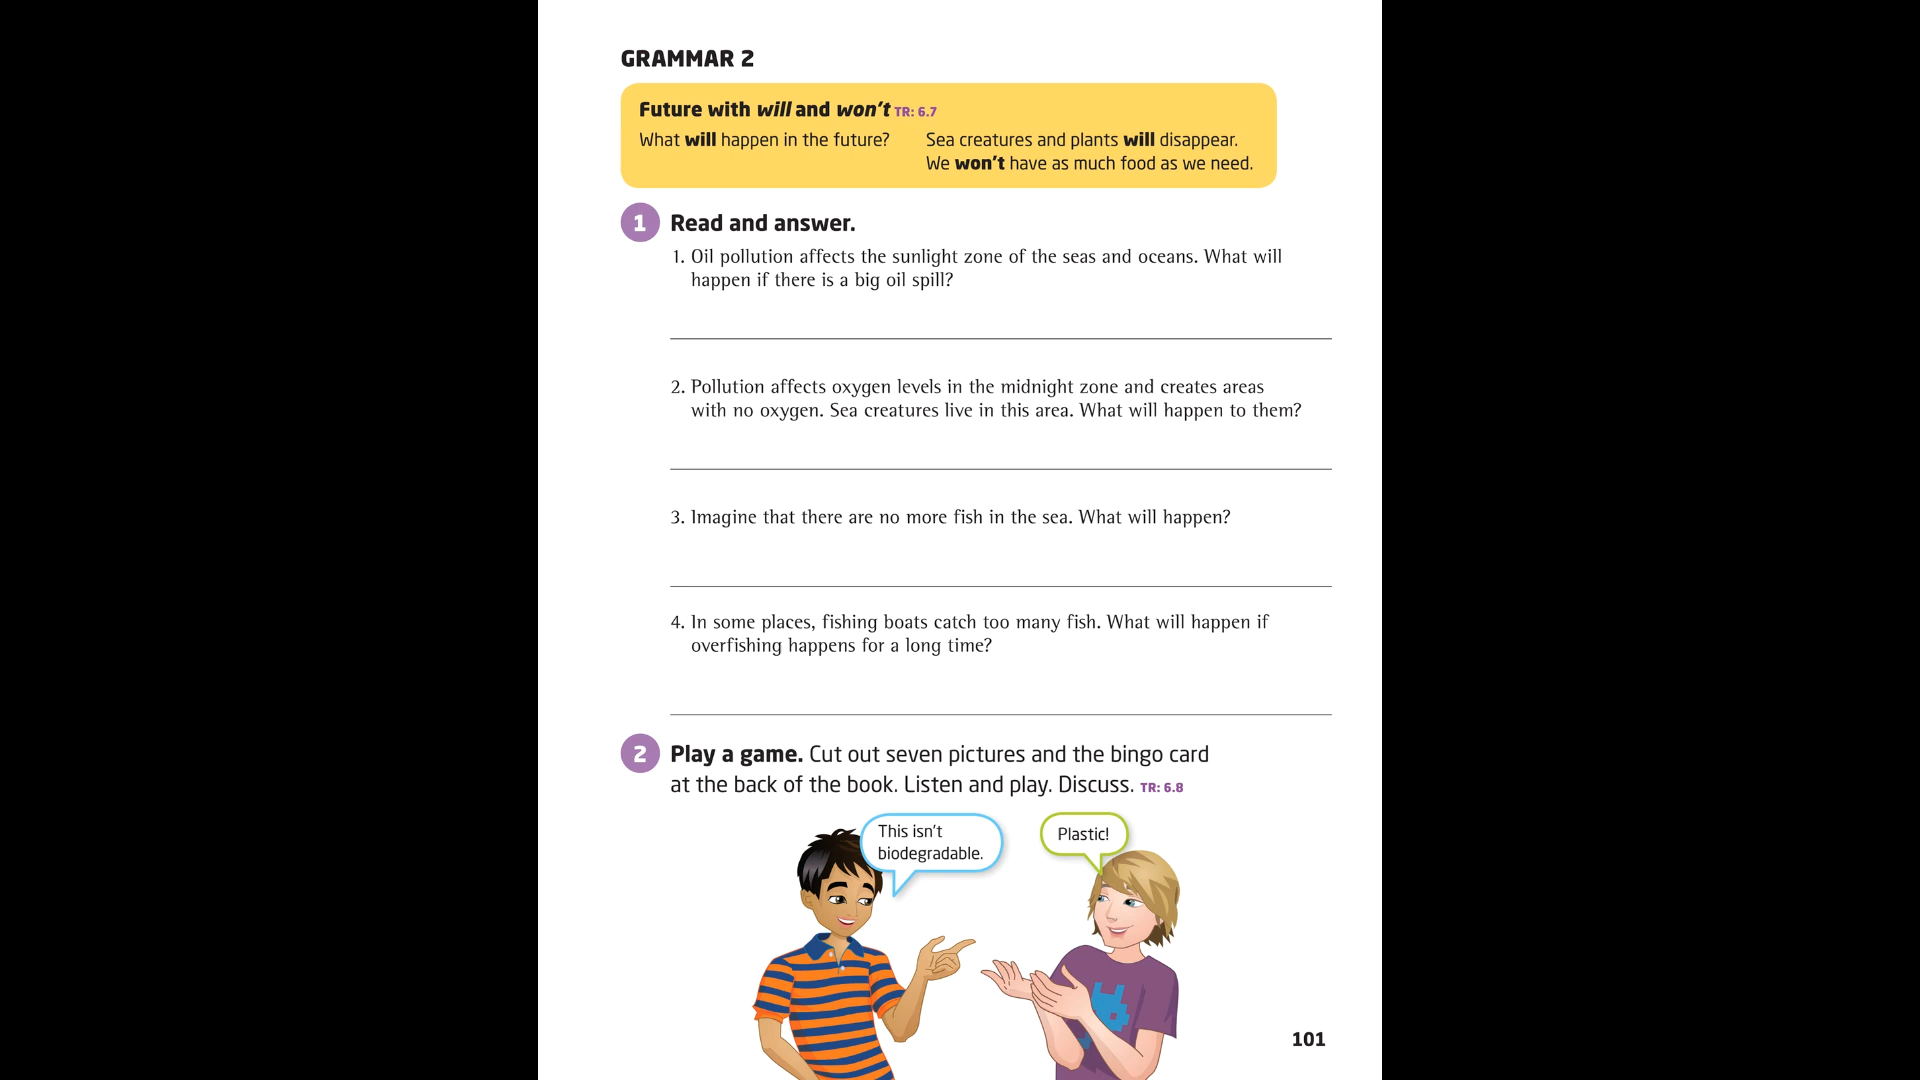 GRAMMAR 2
Future with will and won't TR: 6.7
What will happen in the future?
Sea creatures and plants will disappear.
We won't have as much food as we need.
1 Read and answer.
1. Oil pollution affects the sunlight zone of the seas and oceans. What will
happen if there is a big oil spill?
2. Pollution affects oxygen levels in the midnight zone and creates areas
with no oxygen. Sea creatures live in this area. What will happen to them?
3. Imagine that there are no more fish in the sea. What will happen?
4. In some places, fishing boats catch too many fish. What will happen if
overfishing happens for a long time?
2 Play a game. Cut out seven pictures and the bingo card
at the back of the book. Listen and play. Discuss. TR: 6.8
This isn't
biodegradable.
Plastic!
101